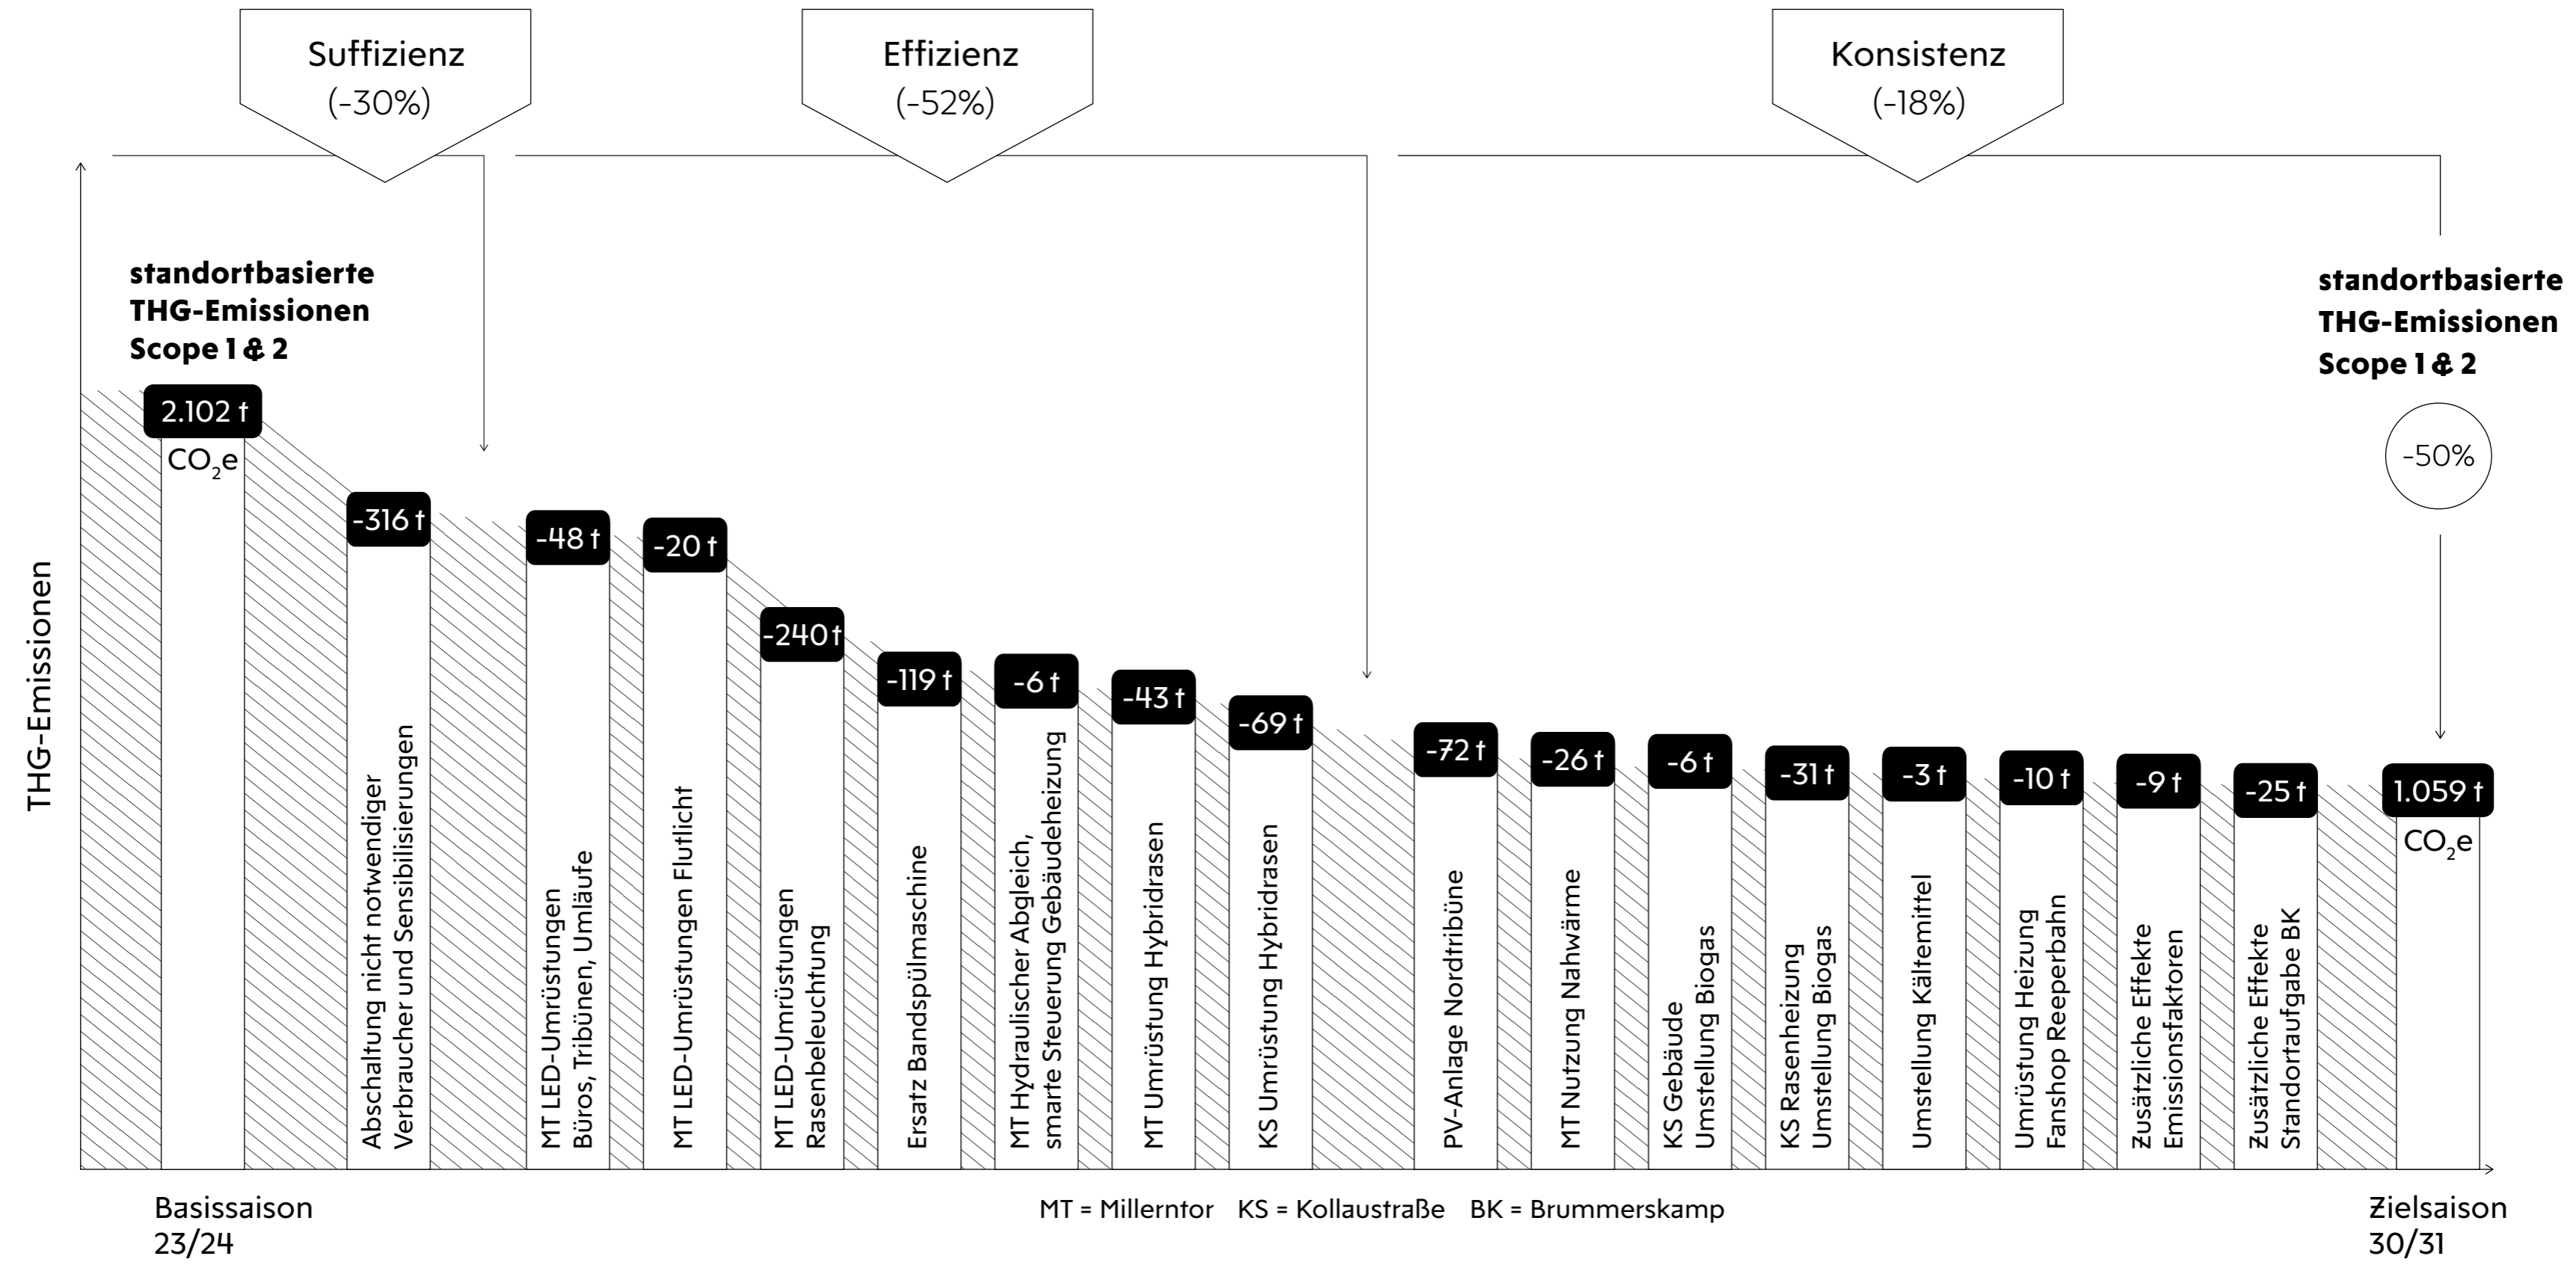 Suffizienz
(-30%)
Effizienz
(-52%)
Konsistenz
(-18%)
THG-Emissionen
standortbasierte
THG-Emissionen
Scope 1 & 2
2.102 t
CO₂e
-316 t
Abschaltung nicht notwendiger
Verbraucher und Sensibilisierungen
-48 t
MT LED-Umrüstungen
Büros, Tribünen, Umläufe
-20 t
MT LED-Umrüstungen Flutlicht
-240 t
MT LED-Umrüstungen
Rasenbeleuchtung
-119 t
Ersatz Bandspülmaschine
-6 t
MT Hydraulischer Abgleich,
smarte Steuerung Gebäudeheizung
-43 t
MT Umrüstung Hybridrasen
-69 t
KS Umrüstung Hybridrasen
-72 t
PV-Anlage Nordtribüne
-26 t
MT Nutzung Nahwärme
-6 t
KS Gebäude
Umstellung Biogas
-31 t
KS Rasenheizung
Umstellung Biogas
-3 t
Umstellung Kältemittel
-10 t
Umrüstung Heizung
Fanshop Reeperbahn
-9 t
Zusätzliche Effekte
Emissionsfaktoren
-25 t
Zusätzliche Effekte
Standortaufgabe BK
standortbasierte
THG-Emissionen
Scope 1 & 2
-50%
1.059 t
CO₂e
Basissaison
23/24
MT = Millerntor KS = Kollaustraße BK = Brummerskamp
Zielsaison
30/31